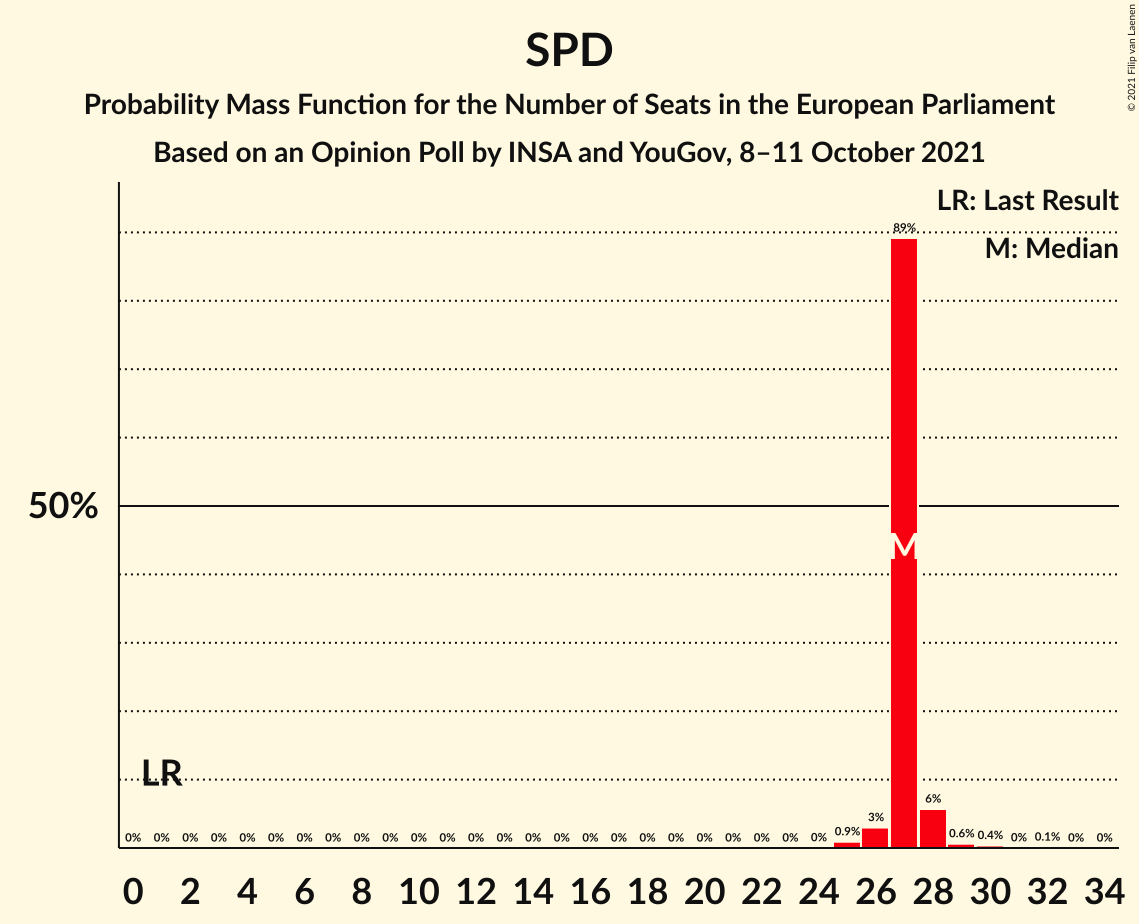 SPD
Probability Mass Function for the Number of Seats in the European Parliament
Based on an Opinion Poll by INSA and YouGov, 8–11 October 2021
© 2021 Filip van Laenen
LR: Last Result
M: Median
89%
50%
M
LR
0% 0% 0% 0% 0% 0% 0% 0% 0% 0% 0% 0% 0% 0% 0% 0% 0% 0% 0% 0% 0% 0% 0% 0% 0% 0.9% 3% 6% 0.6% 0.4% 0% 0.1% 0% 0%
0 2 4 6 8 10 12 14 16 18 20 22 24 26 28 30 32 34